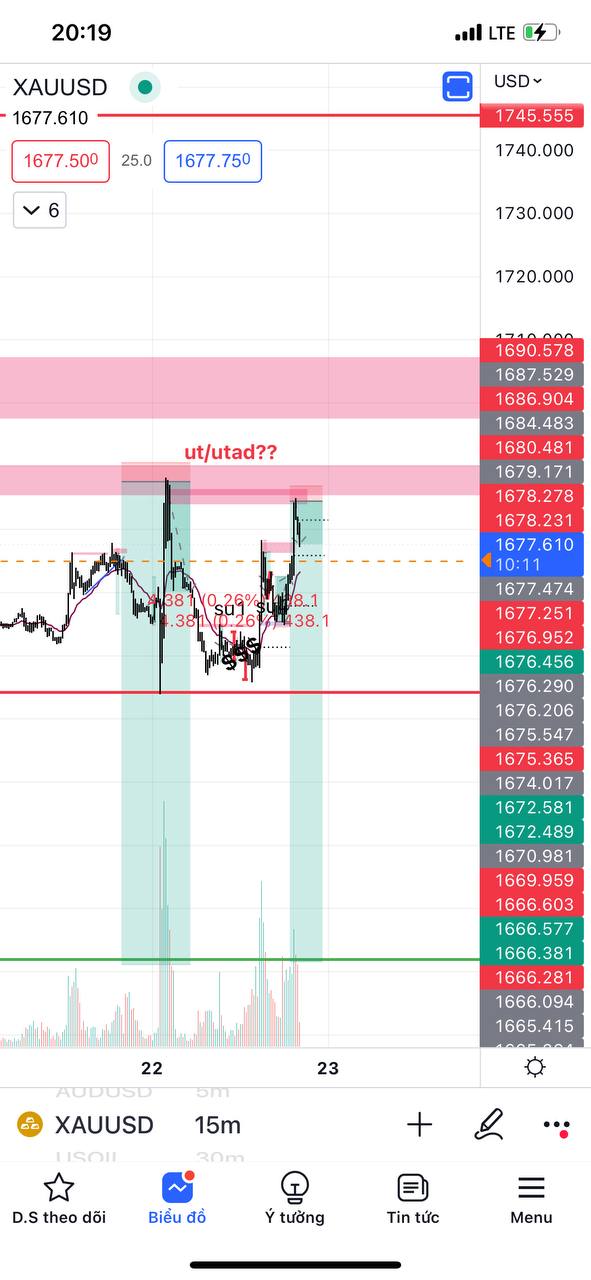 20:19
LTE
XAUUSD
USD
1677.610
1677.500
25.0
1677.750
6
1745.555
1740.000
1730.000
1720.000
1690.578
1687.529
1686.904
1684.483
1680.481
1679.171
1678.278
1678.231
1677.610
10:11
1677.474
1677.251
1676.952
1676.456
1676.290
1676.206
1675.547
1675.365
1674.017
1672.581
1672.489
1670.981
1669.959
1666.603
1666.577
1666.381
1666.281
1666.094
1665.415
ut/utad??
4.381 (0.26%) 438.1
su1
4.381 (0.26%) 438.1
$$$
22
23
AUDUSD 5m
XAUUSD 15m
USOIL 30m
D.S theo dõi
Biểu đồ
Ý tưởng
Tin tức
Menu